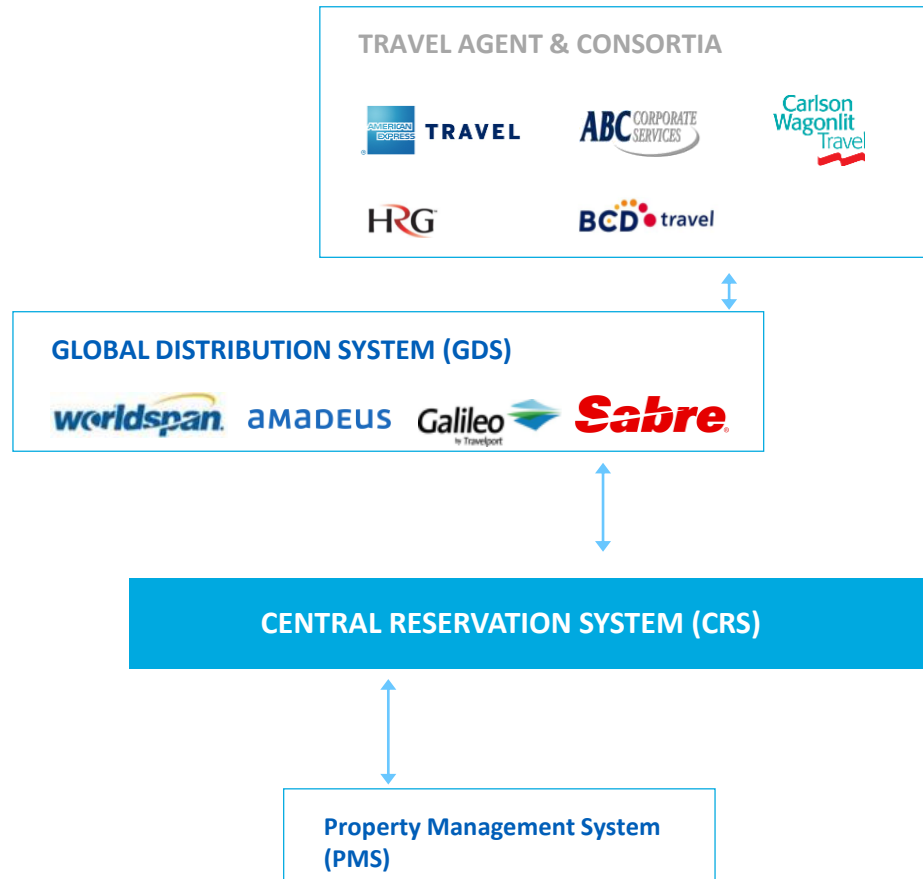 TRAVEL AGENT & CONSORTIA
AMERICAN
EXPRESS
®
TRAVEL
ABC CORPORATE
SERVICES
Carlson
Wagonlit
Travel
HRG™
BCD travel
GLOBAL DISTRIBUTION SYSTEM (GDS)
worldspan.
amadeus
Galileo
by Travelport
Sabre®
CENTRAL RESERVATION SYSTEM (CRS)
Property Management System
(PMS)